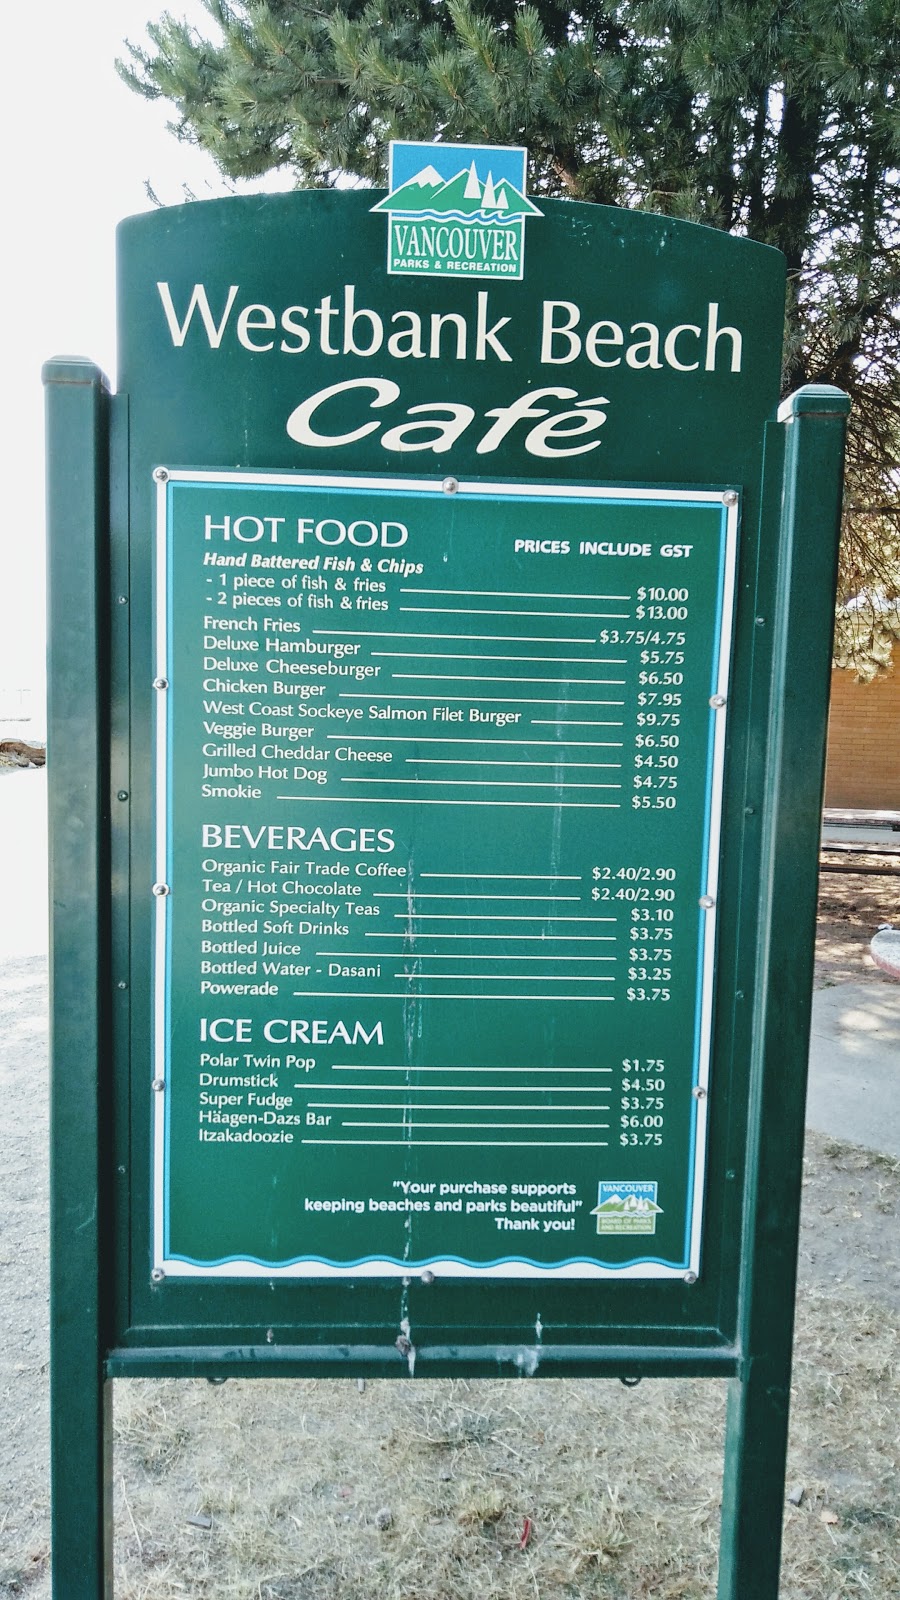 VANCOUVER
PARKS & RECREATION
Westbank Beach
Café
HOT FOOD
PRICES INCLUDE GST
Hand Battered Fish & Chips
- 1 piece of fish & fries $10.00
- 2 pieces of fish & fries $13.00
French Fries $3.75/4.75
Deluxe Hamburger $5.75
Deluxe Cheeseburger $6.50
Chicken Burger $7.95
West Coast Sockeye Salmon Filet Burger $9.75
Veggie Burger $6.50
Grilled Cheddar Cheese $4.50
Jumbo Hot Dog $4.75
Smokie $5.50
BEVERAGES
Organic Fair Trade Coffee $2.40/2.90
Tea / Hot Chocolate $2.40/2.90
Organic Specialty Teas $3.10
Bottled Soft Drinks $3.75
Bottled Juice $3.75
Bottled Water - Dasani $3.25
Powerade $3.75
ICE CREAM
Polar Twin Pop $1.75
Drumstick $4.50
Super Fudge $3.75
Häagen-Dazs Bar $6.00
Itzakadoozie $3.75
"Your purchase supports
keeping beaches and parks beautiful"
Thank you!
VANCOUVER
BOARD OF PARKS
AND RECREATION